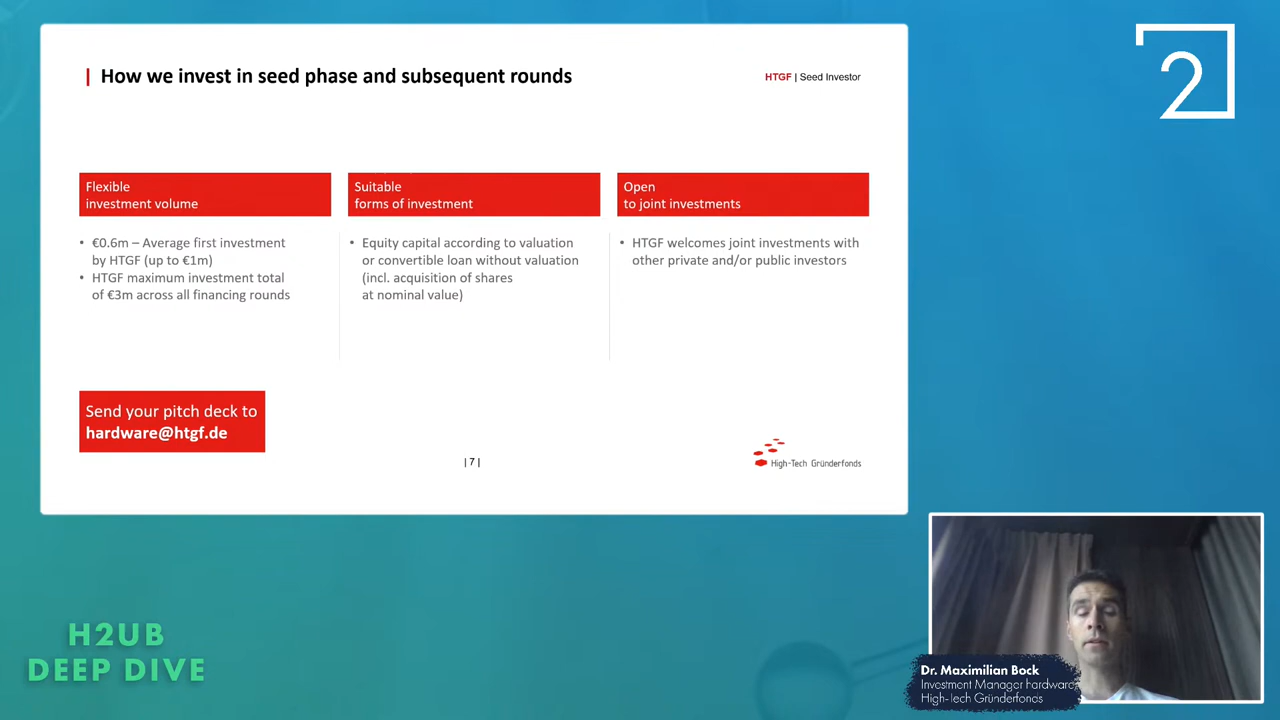 How we invest in seed phase and subsequent rounds
HTGF | Seed Investor
2
Flexible
investment volume
• €0.6m – Average first investment
by HTGF (up to €1m)
• HTGF maximum investment total
of €3m across all financing rounds
Suitable
forms of investment
• Equity capital according to valuation
or convertible loan without valuation
(incl. acquisition of shares
at nominal value)
Open
to joint investments
• HTGF welcomes joint investments with
other private and/or public investors
Send your pitch deck to
hardware@htgf.de
| 7 |
High-Tech Gründerfonds
H2UB
DEEP DIVE
Dr. Maximilian Bock
Investment Manager hardware
High-Tech Gründerfonds